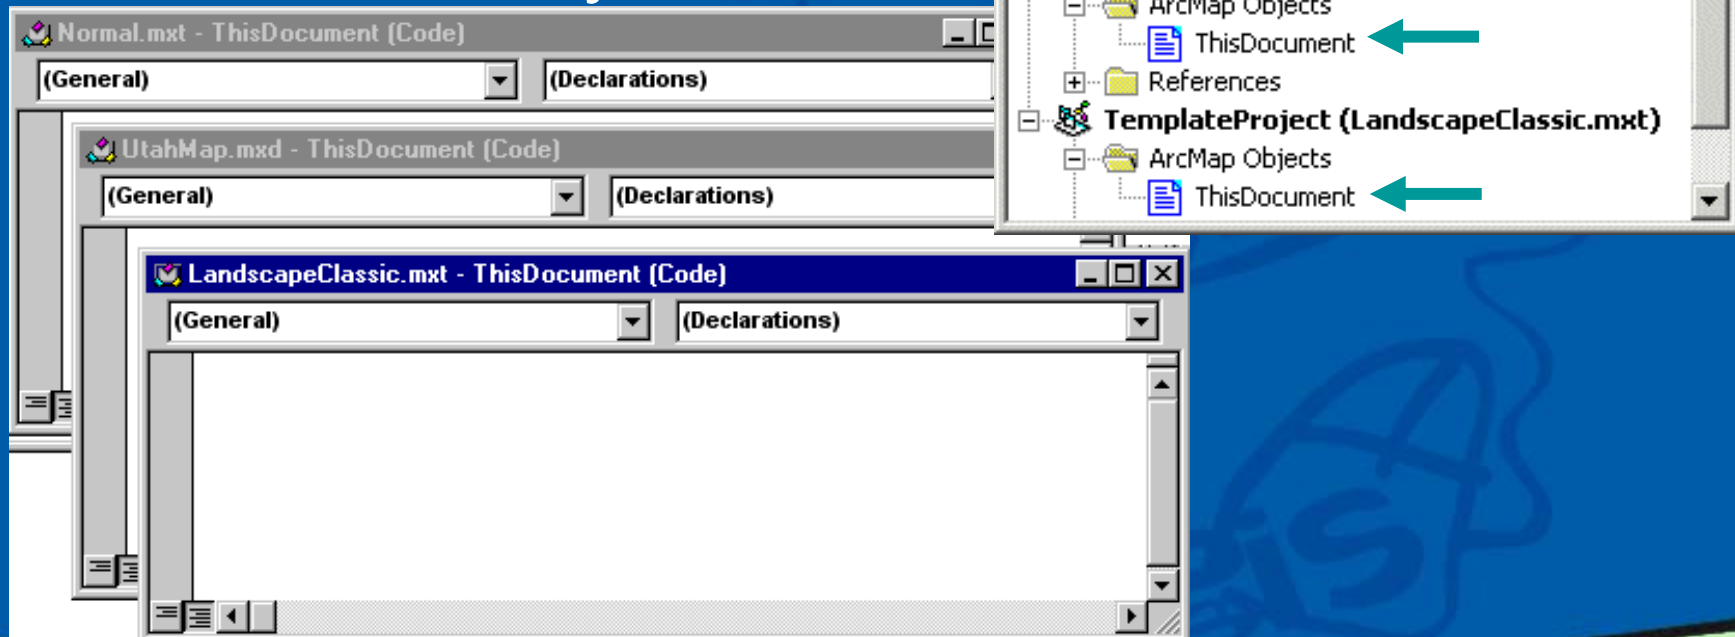 Normal.mxt - ThisDocument (Code)
(General) (Declarations)
UtahMap.mxd - ThisDocument (Code)
(General) (Declarations)
LandscapeClassic.mxt - ThisDocument (Code)
(General) (Declarations)
ArcMap Objects
ThisDocument
References
TemplateProject (LandscapeClassic.mxt)
ArcMap Objects
ThisDocument